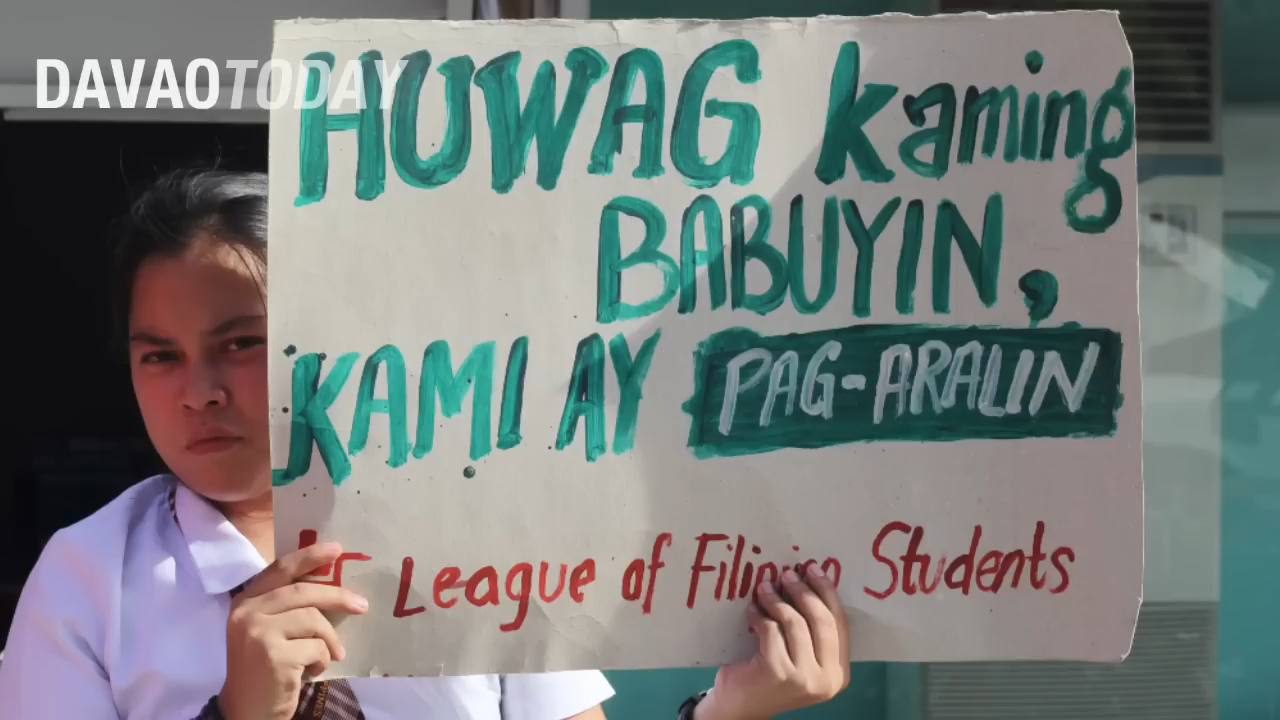 DAVAOTODAY
HUWAG kaming
BABUYIN,
KAMI AY PAG-ARALIN
League of Filipino Students